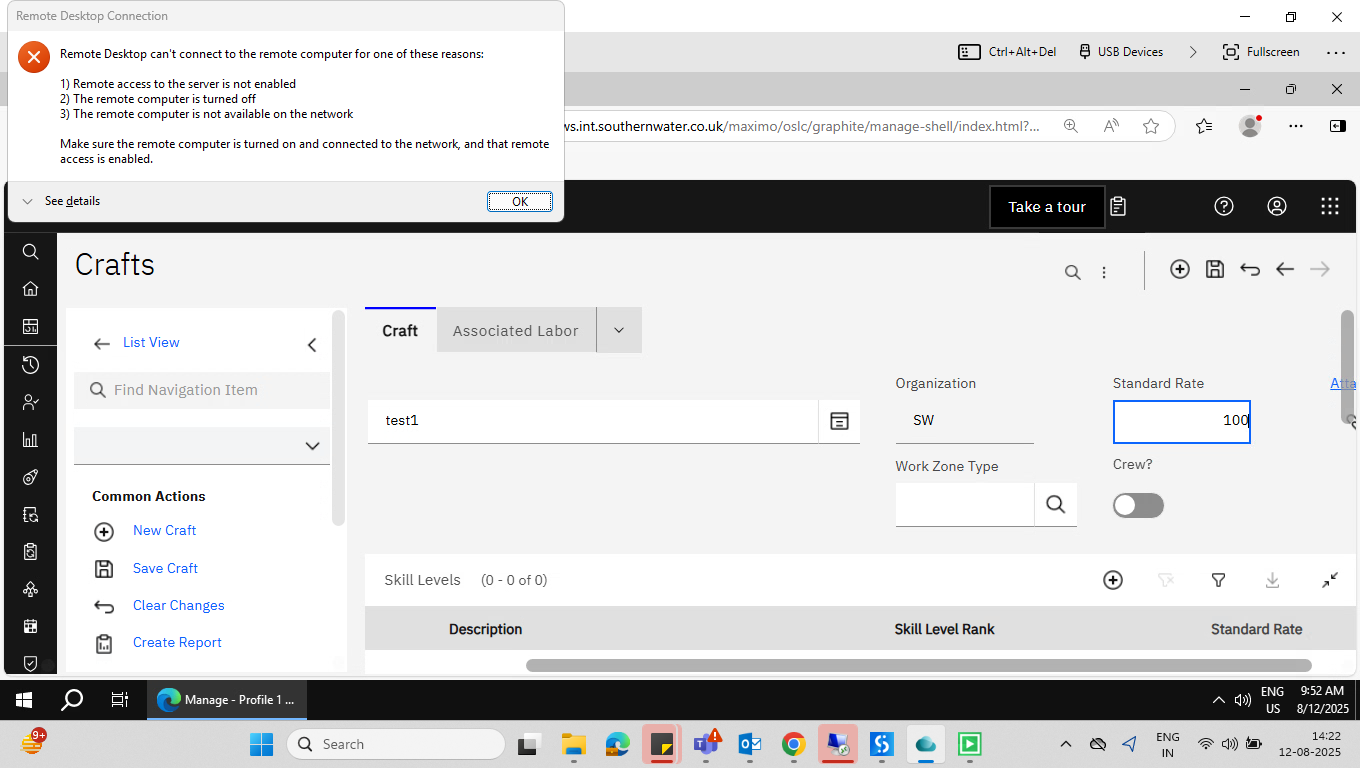 Remote Desktop Connection
Remote Desktop can't connect to the remote computer for one of these reasons:
1) Remote access to the server is not enabled
2) The remote computer is turned off
3) The remote computer is not available on the network
Make sure the remote computer is turned on and connected to the network, and that remote
access is enabled.
See details
OK
Ctrl+Alt+Del
USB Devices
Fullscreen
ws.int.southernwater.co.uk/maximo/oslc/graphite/manage-shell/index.html?...
Take a tour
Crafts
List View
Find Navigation Item
Common Actions
New Craft
Save Craft
Clear Changes
Create Report
Craft
Associated Labor
Organization
Standard Rate
Atta
test1
SW
100
Work Zone Type
Crew?
Skill Levels (0 - 0 of 0)
Description
Skill Level Rank
Standard Rate
Manage - Profile 1 ...
ENG
US
9:52 AM
8/12/2025
9+
Search
ENG
IN
14:22
12-08-2025